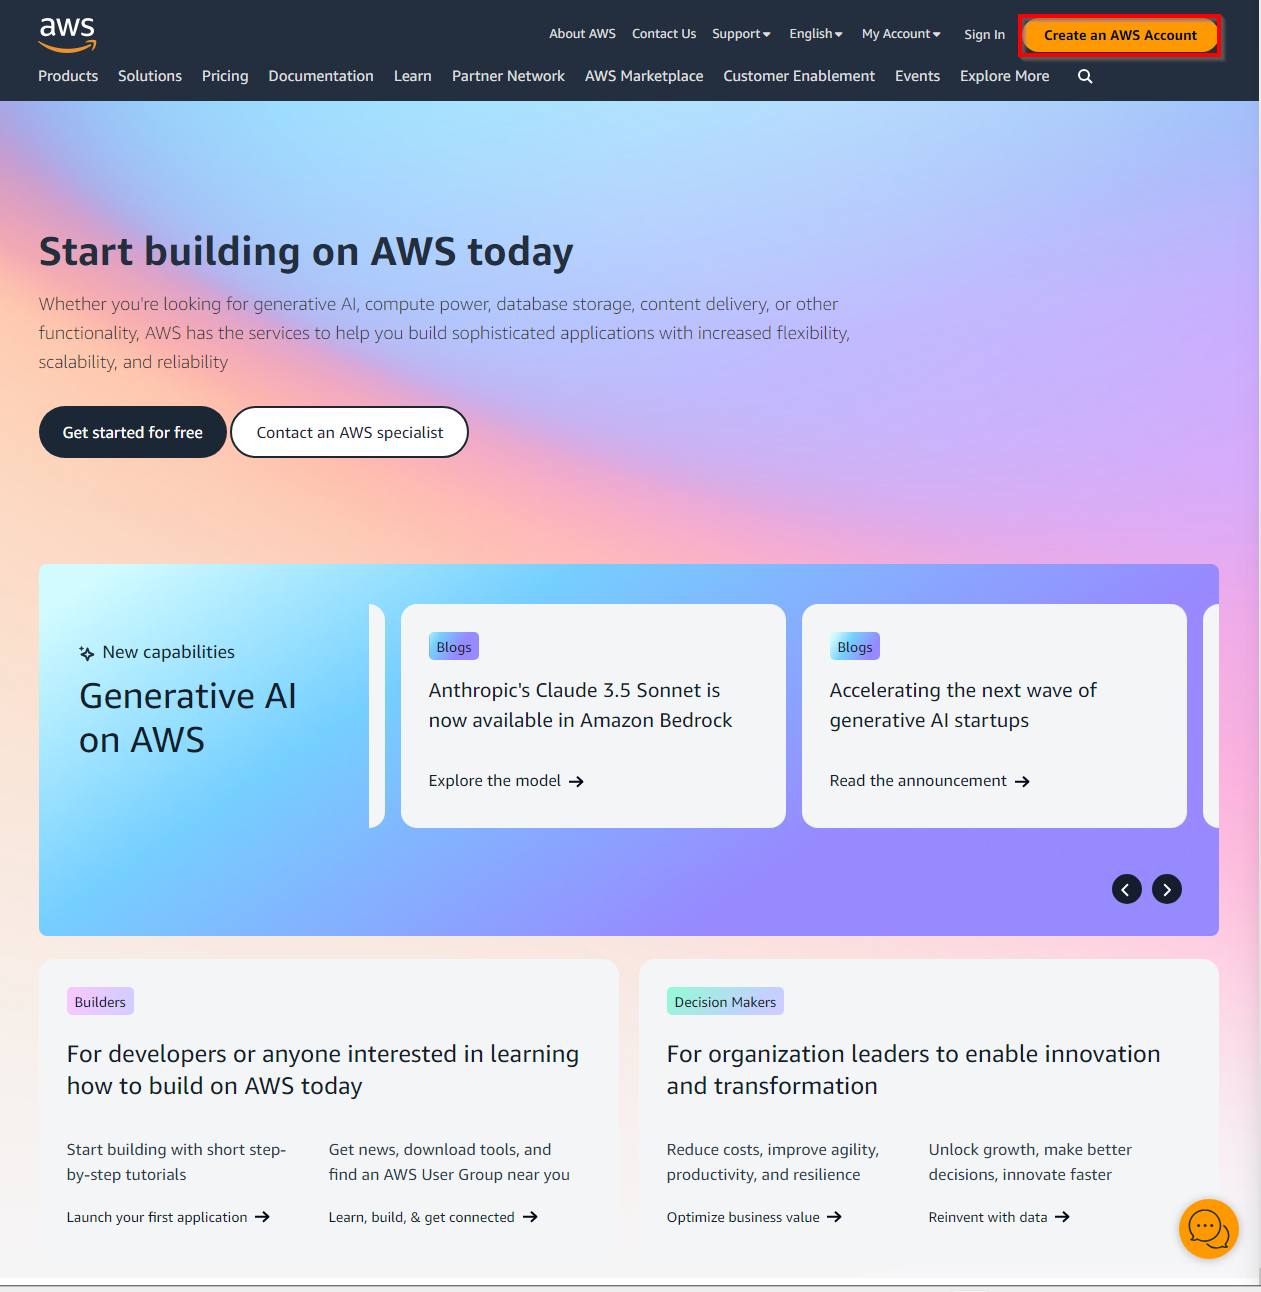 aws
About AWS Contact Us Support English My Account Sign In Create an AWS Account
Products Solutions Pricing Documentation Learn Partner Network AWS Marketplace Customer Enablement Events Explore More
Start building on AWS today
Whether you're looking for generative AI, compute power, database storage, content delivery, or other
functionality, AWS has the services to help you build sophisticated applications with increased flexibility,
scalability, and reliability
Get started for free Contact an AWS specialist
New capabilities
Generative AI
on AWS
Blogs
Anthropic's Claude 3.5 Sonnet is
now available in Amazon Bedrock
Explore the model
Blogs
Accelerating the next wave of
generative AI startups
Read the announcement
Builders
For developers or anyone interested in learning
how to build on AWS today
Start building with short step-
by-step tutorials
Launch your first application
Get news, download tools, and
find an AWS User Group near you
Learn, build, & get connected
Decision Makers
For organization leaders to enable innovation
and transformation
Reduce costs, improve agility,
productivity, and resilience
Optimize business value
Unlock growth, make better
decisions, innovate faster
Reinvent with data